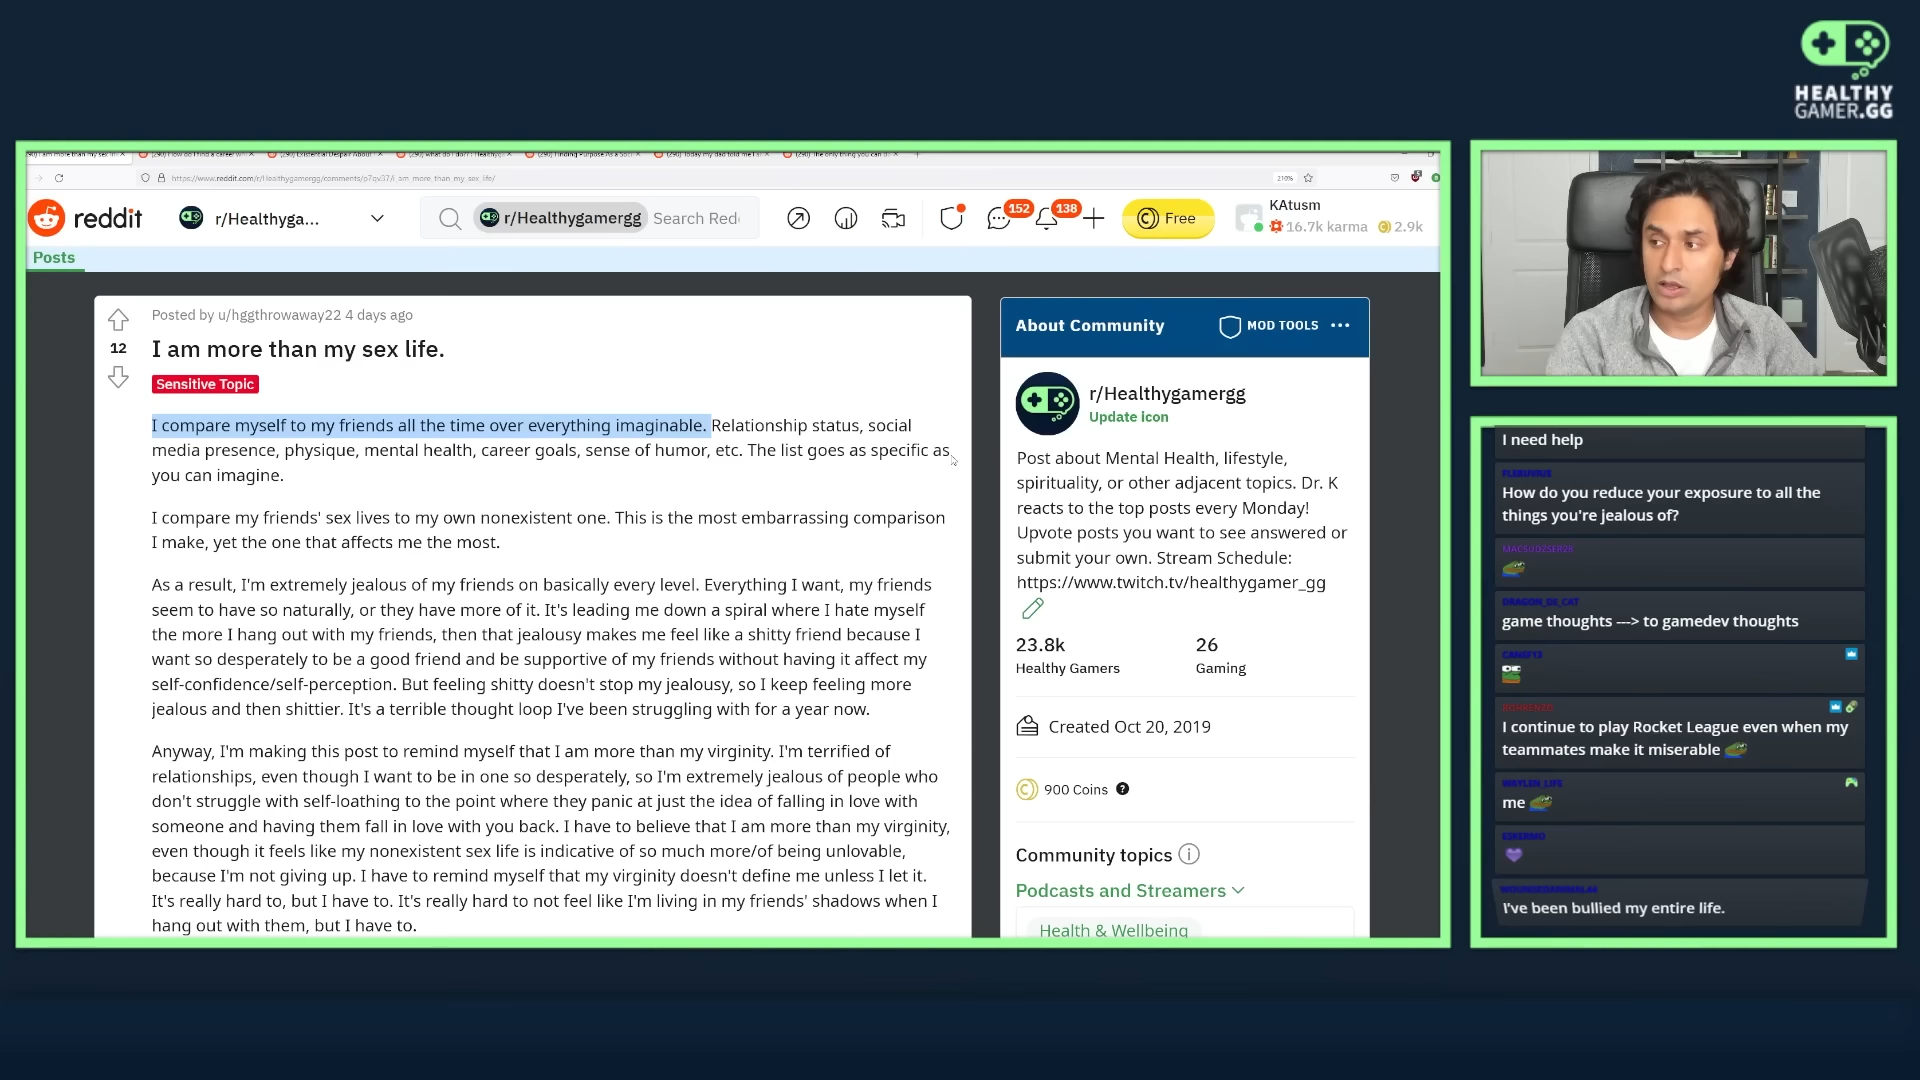 HEALTHY
GAMER.GG
https://www.reddit.com/r/Healthygamergg/comments/p7qv37/i_am_more_than_my_sex_life/
210%
reddit
r/Healthyga...
r/Healthygamergg
Search Red
152
138
Free
KAtusm
16.7k karma
2.9k
Posts
Posted by u/hggthrowaway22 4 days ago
12
I am more than my sex life.
Sensitive Topic
I compare myself to my friends all the time over everything imaginable. Relationship status, social
media presence, physique, mental health, career goals, sense of humor, etc. The list goes as specific as
you can imagine.
I compare my friends' sex lives to my own nonexistent one. This is the most embarrassing comparison
I make, yet the one that affects me the most.
As a result, I'm extremely jealous of my friends on basically every level. Everything I want, my friends
seem to have so naturally, or they have more of it. It's leading me down a spiral where I hate myself
the more I hang out with my friends, then that jealousy makes me feel like a shitty friend because I
want so desperately to be a good friend and be supportive of my friends without having it affect my
self-confidence/self-perception. But feeling shitty doesn't stop my jealousy, so I keep feeling more
jealous and then shittier. It's a terrible thought loop I've been struggling with for a year now.
Anyway, I'm making this post to remind myself that I am more than my virginity. I'm terrified of
relationships, even though I want to be in one so desperately, so I'm extremely jealous of people who
don't struggle with self-loathing to the point where they panic at just the idea of falling in love with
someone and having them fall in love with you back. I have to believe that I am more than my virginity,
even though it feels like my nonexistent sex life is indicative of so much more/of being unlovable,
because I'm not giving up. I have to remind myself that my virginity doesn't define me unless I let it.
It's really hard to, but I have to. It's really hard to not feel like I'm living in my friends' shadows when I
hang out with them, but I have to.
About Community
MOD TOOLS
r/Healthygamergg
Update icon
Post about Mental Health, lifestyle,
spirituality, or other adjacent topics. Dr. K
reacts to the top posts every Monday!
Upvote posts you want to see answered or
submit your own. Stream Schedule:
https://www.twitch.tv/healthygamer_gg
23.8k
26
Healthy Gamers
Gaming
Created Oct 20, 2019
900 Coins
Community topics
Podcasts and Streamers
Health & Wellbeing
I need help
How do you reduce your exposure to all the
things you're jealous of?
DRAGON_DE_CAT
game thoughts ---> to gamedev thoughts
I continue to play Rocket League even when my
teammates make it miserable
me
I've been bullied my entire life.